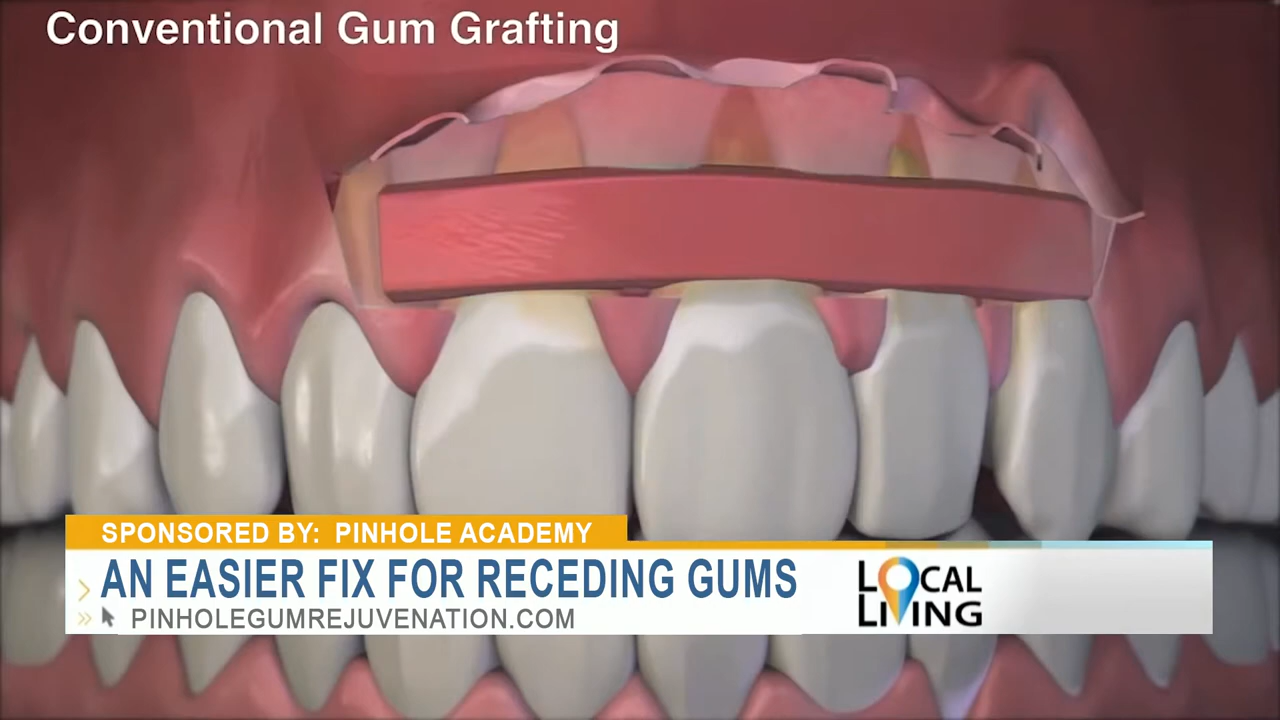 Conventional Gum Grafting
SPONSORED BY: PINHOLE ACADEMY
AN EASIER FIX FOR RECEDING GUMS
PINHOLEGUMREJUVENATION.COM
LOCAL
LIVING